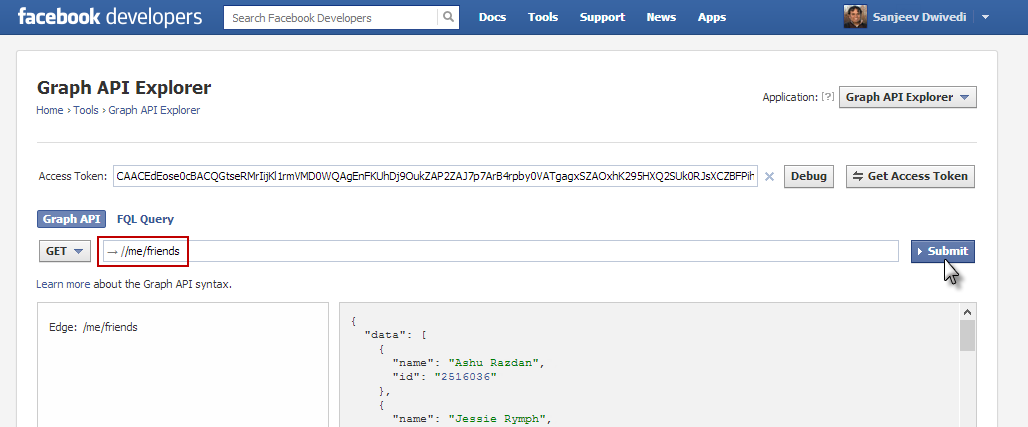 facebook developers Search Facebook Developers Docs Tools Support News Apps Sanjeev Dwivedi
Graph API Explorer
Home › Tools › Graph API Explorer
Application: [?] Graph API Explorer
Access Token: CAACEdEose0cBACQGtseRMrIijKl1rmVMD0WQAgEnFKUhDj9OukZAP2ZAJ7p7ArB4rpby0VATgagxSZAOxhK295HXQ2SUk0RJsXCZBFPih × Debug Get Access Token
Graph API FQL Query
GET → //me/friends Submit
Learn more about the Graph API syntax.
Edge: /me/friends
{
"data": [
{
"name": "Ashu Razdan",
"id": "2516036"
},
{
"name": "Jessie Rymph",